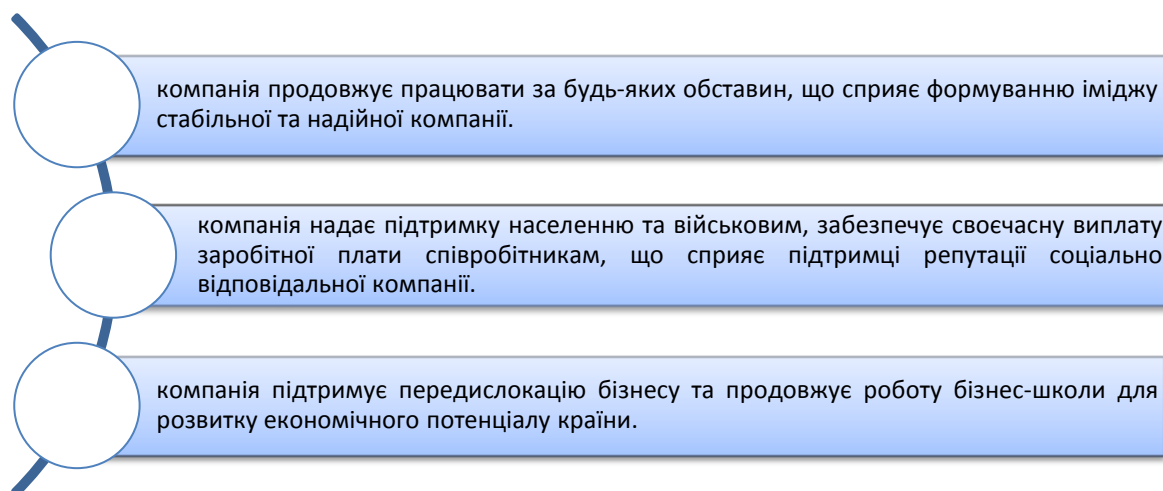 компанія продовжує працювати за будь-яких обставин, що сприяє формуванню іміджу
стабільної та надійної компанії.
компанія надає підтримку населенню та військовим, забезпечує своєчасну виплату
заробітної плати співробітникам, що сприяє підтримці репутації соціально
відповідальної компанії.
компанія підтримує передислокацію бізнесу та продовжує роботу бізнес-школи для
розвитку економічного потенціалу країни.